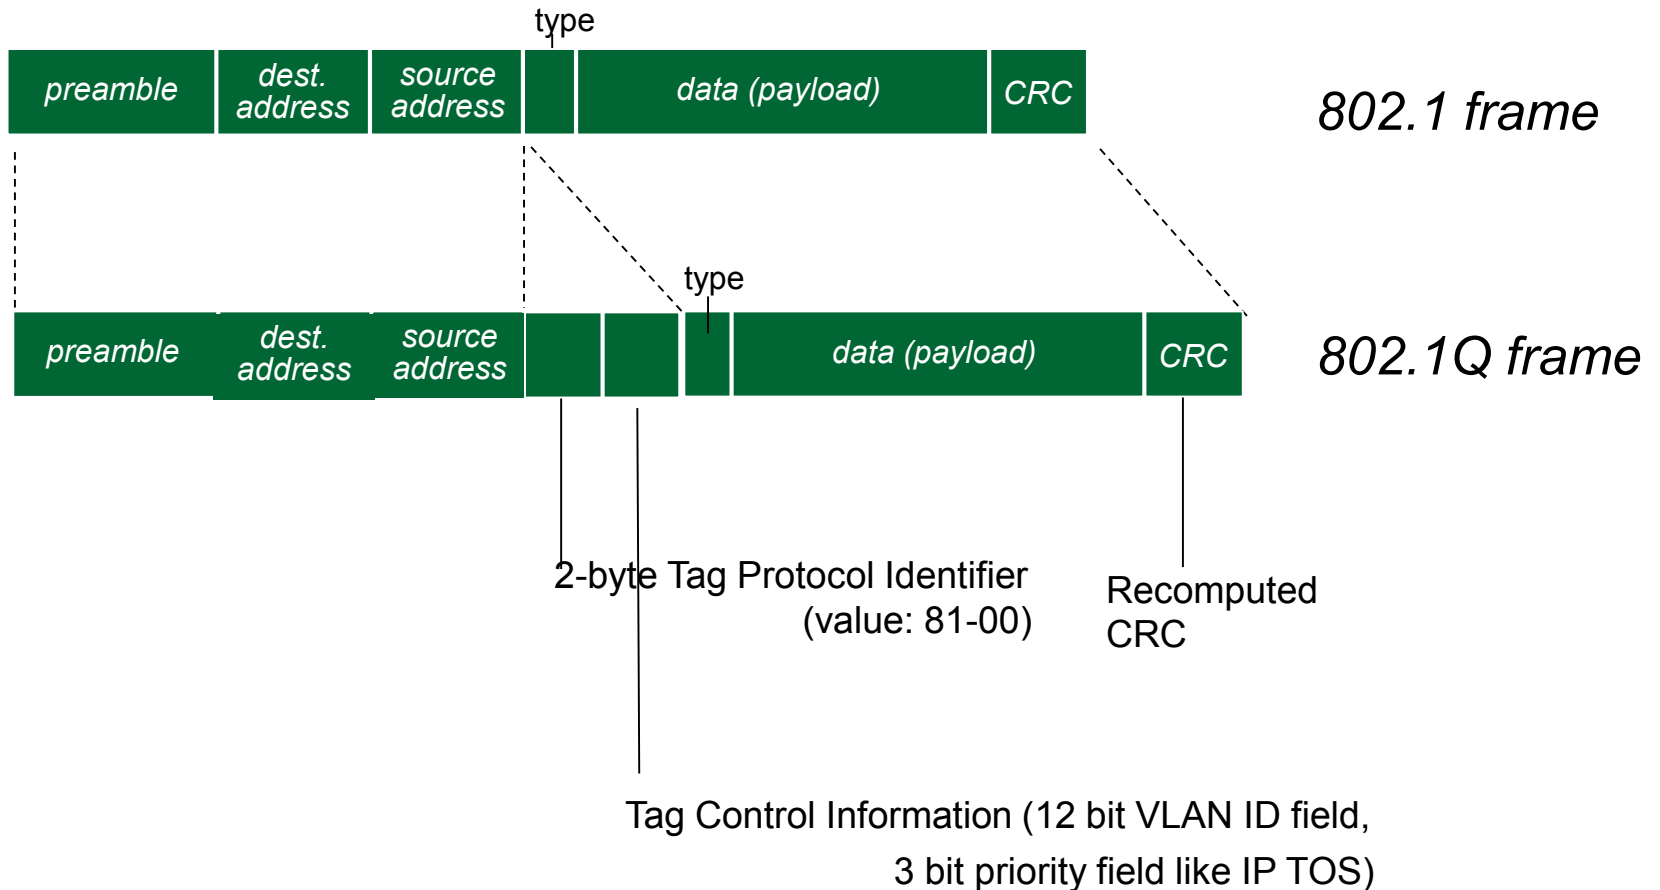 type
preamble
dest.
address
source
address
data (payload)
CRC
802.1 frame
type
preamble
dest.
address
source
address
data (payload)
CRC
802.1Q frame
2-byte Tag Protocol Identifier
(value: 81-00)
Recomputed
CRC
Tag Control Information (12 bit VLAN ID field,
3 bit priority field like IP TOS)